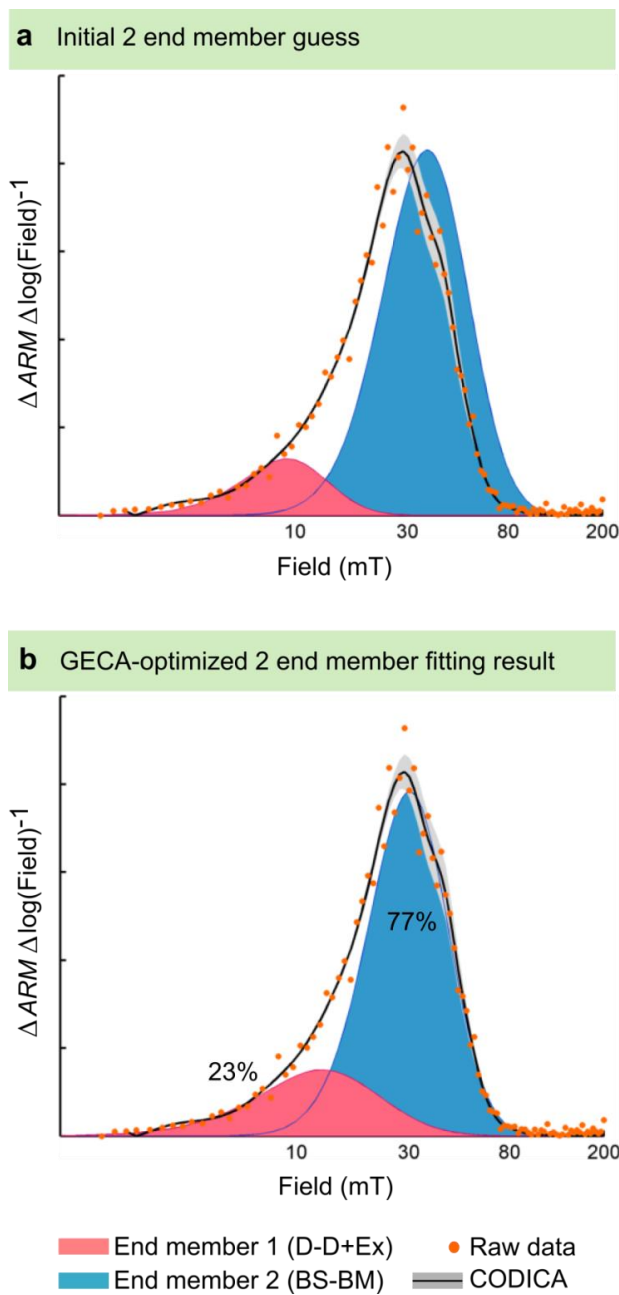 a Initial 2 end member guess
Δ ARM Δ log(Field)⁻¹
10 30 80 200
Field (mT)
b GECA-optimized 2 end member fitting result
Δ ARM Δ log(Field)⁻¹
77%
23%
10 30 80 200
Field (mT)
End member 1 (D-D+Ex) Raw data
End member 2 (BS-BM) CODICA